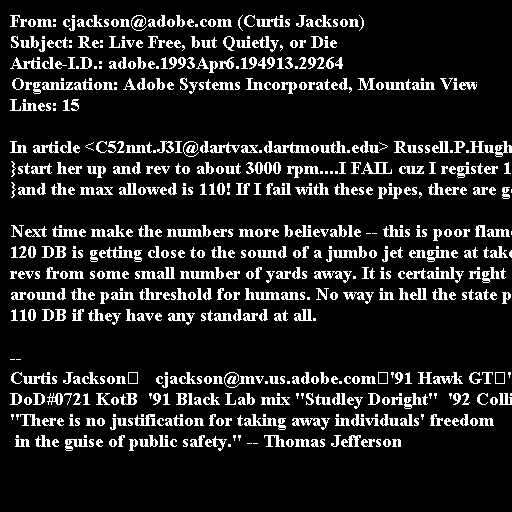 From: cjackson@adobe.com (Curtis Jackson)
Subject: Re: Live Free, but Quietly, or Die
Article-I.D.: adobe.1993Apr6.194913.29264
Organization: Adobe Systems Incorporated, Mountain View
Lines: 15

In article <C52nnt.J3I@dartvax.dartmouth.edu> Russell.P.Hugh
}start her up and rev to about 3000 rpm....I FAIL cuz I register 1
}and the max allowed is 110! If I fail with these pipes, there are g

Next time make the numbers more believable -- this is poor flam
120 DB is getting close to the sound of a jumbo jet engine at tak
revs from some small number of yards away. It is certainly right
around the pain threshold for humans. No way in hell the state p
110 DB if they have any standard at all.

--
Curtis Jackson□   cjackson@mv.us.adobe.com□'91 Hawk GT□'
DoD#0721 KotB  '91 Black Lab mix "Studley Doright"  '92 Colli
"There is no justification for taking away individuals' freedom
 in the guise of public safety." -- Thomas Jefferson